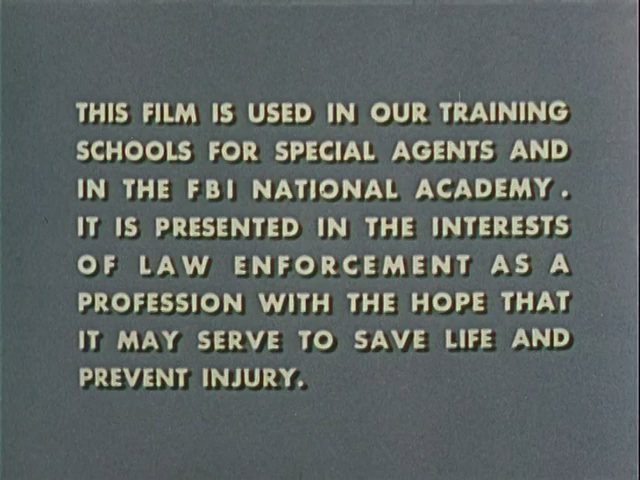 THIS FILM IS USED IN OUR TRAINING
SCHOOLS FOR SPECIAL AGENTS AND
IN THE FBI NATIONAL ACADEMY.
IT IS PRESENTED IN THE INTERESTS
OF LAW ENFORCEMENT AS A
PROFESSION WITH THE HOPE THAT
IT MAY SERVE TO SAVE LIFE AND
PREVENT INJURY.